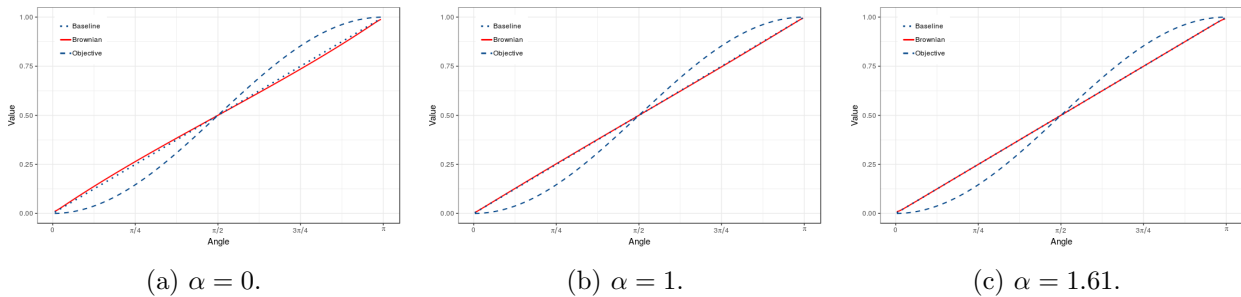 1.00
0.75
0.50
0.25
0.00
Value
Baseline
Brownian
Objective
0 π/4 π/2 3π/4 π
Angle
(a) α = 0.
1.00
0.75
0.50
0.25
0.00
Value
Baseline
Brownian
Objective
0 π/4 π/2 3π/4 π
Angle
(b) α = 1.
1.00
0.75
0.50
0.25
0.00
Value
Baseline
Brownian
Objective
0 π/4 π/2 3π/4 π
Angle
(c) α = 1.61.